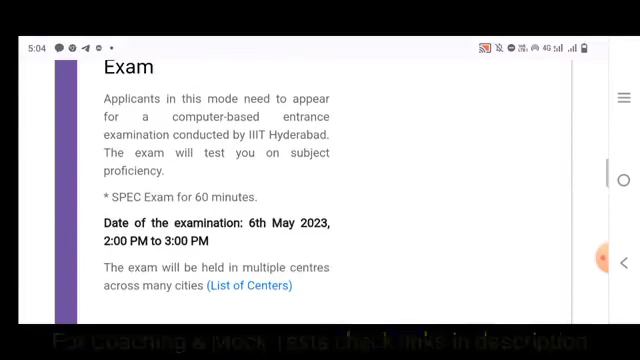 5:04
4G
Exam
Applicants in this mode need to appear
for a computer-based entrance
examination conducted by IIIT Hyderabad.
The exam will test you on subject
proficiency.
* SPEC Exam for 60 minutes.
Date of the examination: 6th May 2023,
2:00 PM to 3:00 PM
The exam will be held in multiple centres
across many cities (List of Centers)
For Coaching & Mock Tests check links in description